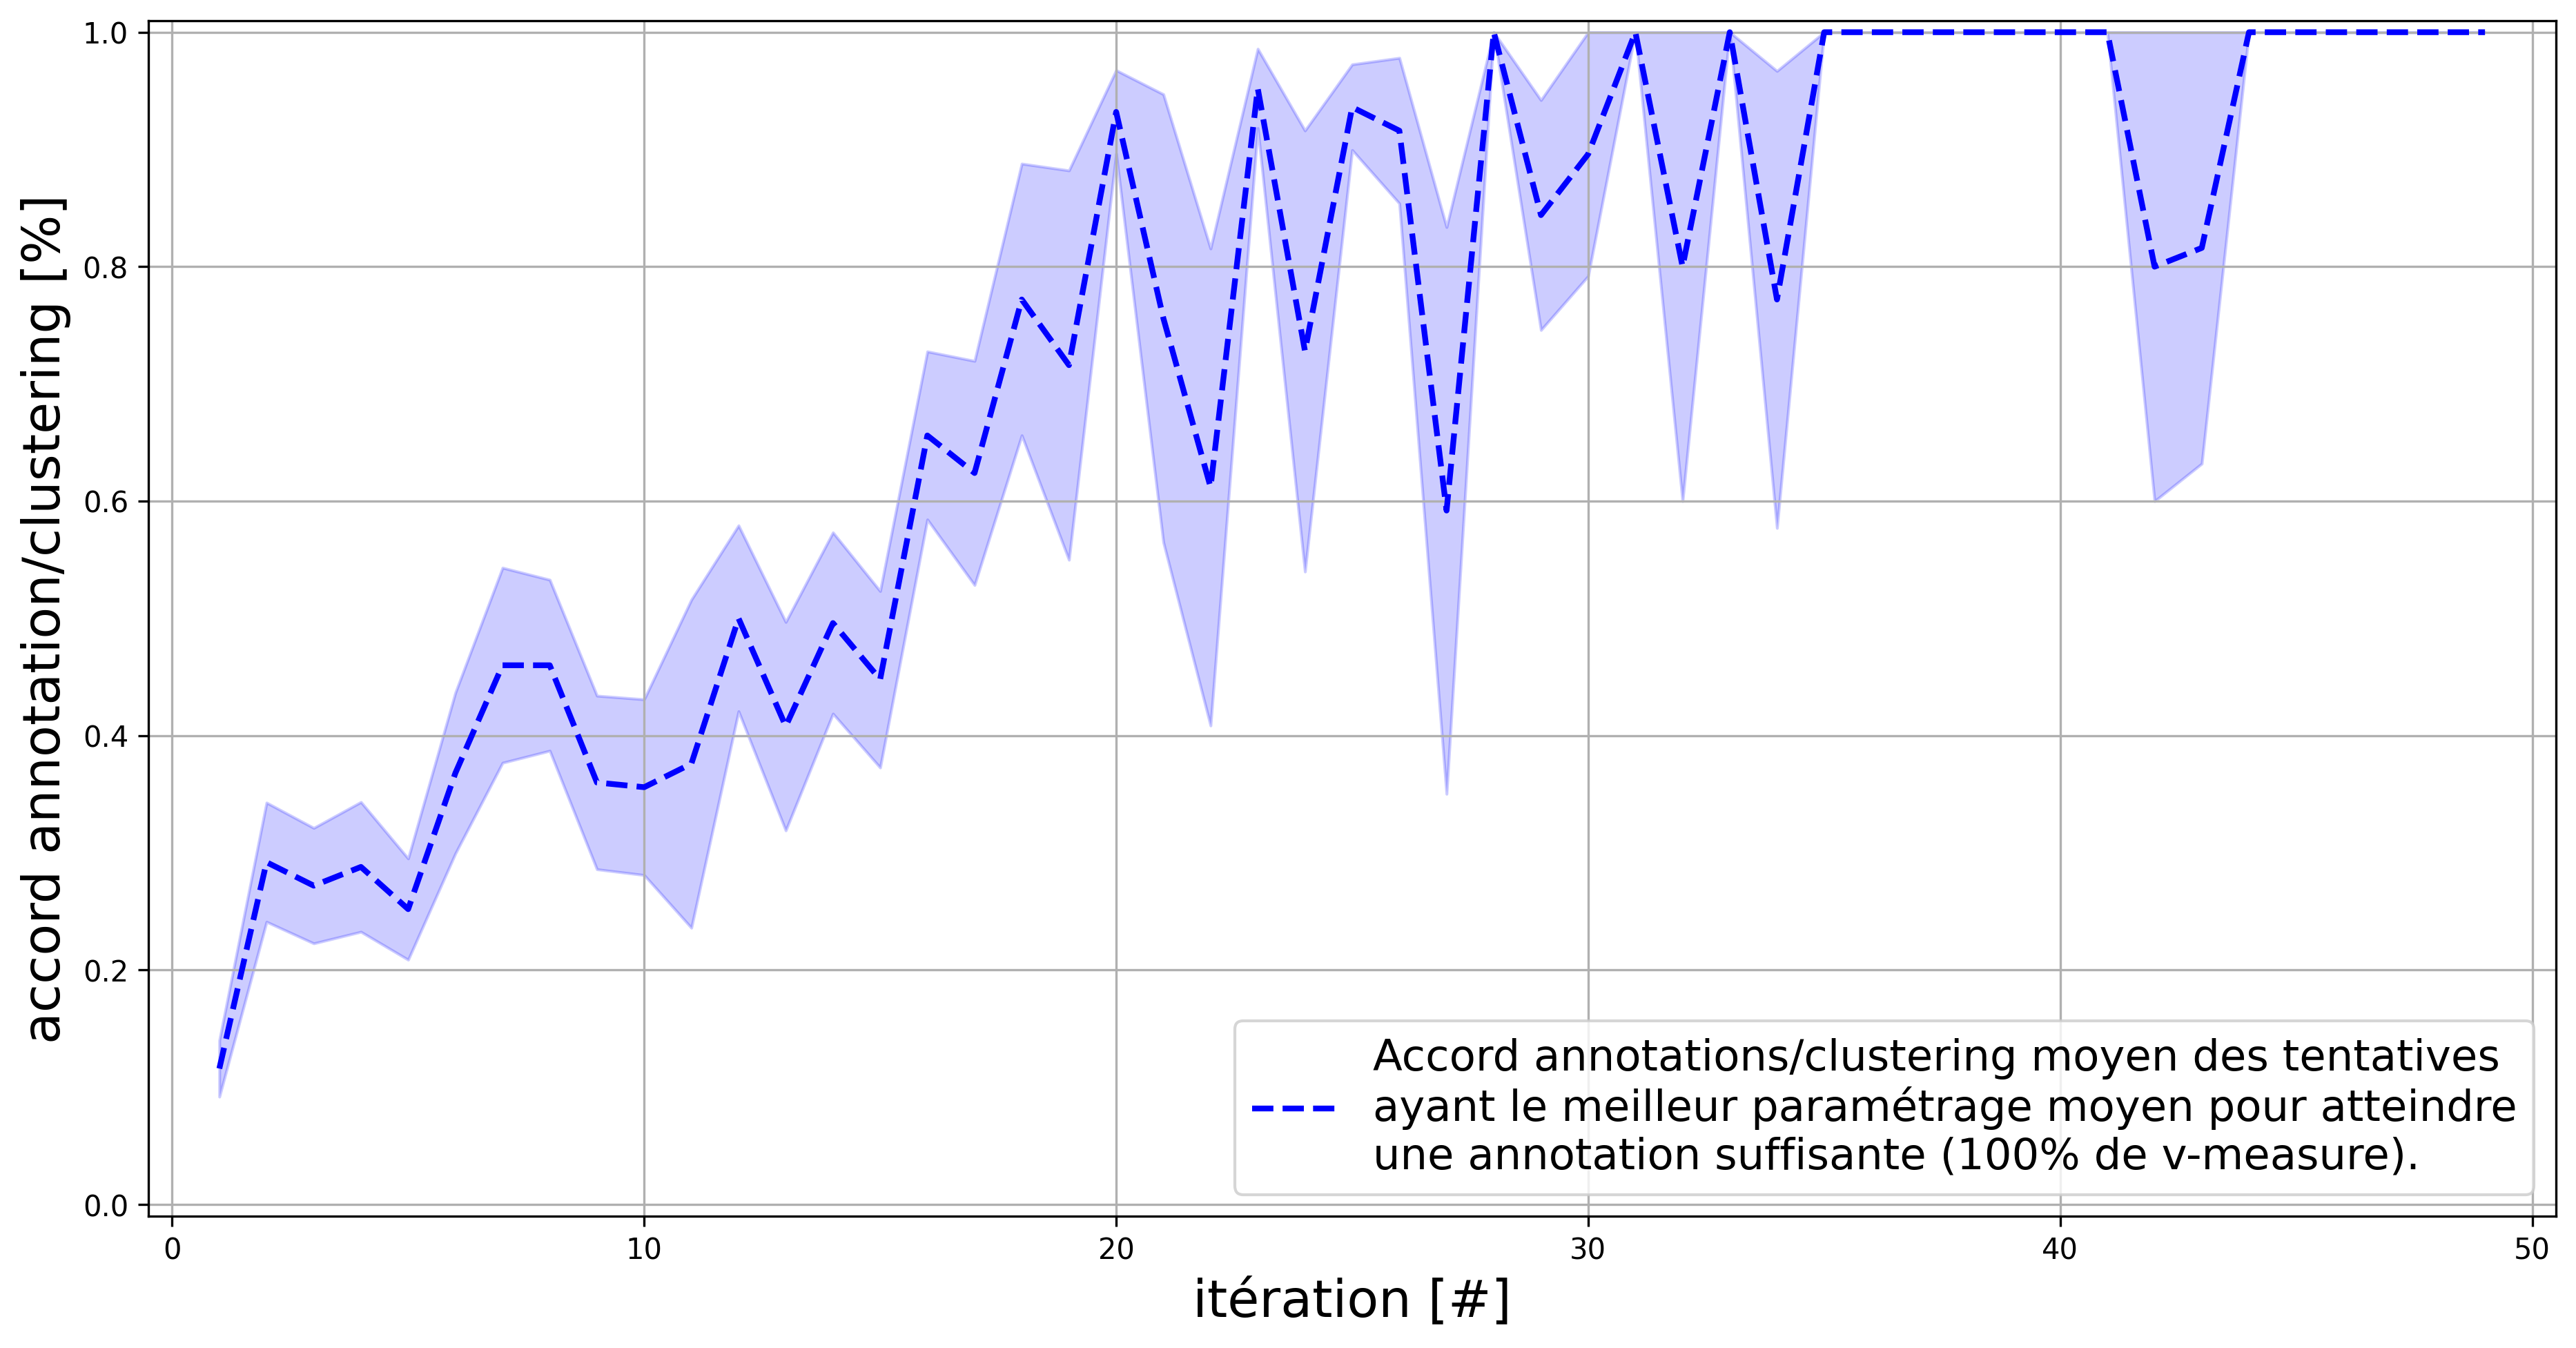 1.0
0.8
0.6
0.4
0.2
0.0
accord annotation/clustering [%]
Accord annotations/clustering moyen des tentatives
ayant le meilleur paramétrage moyen pour atteindre
une annotation suffisante (100% de v-measure).
0
10
20
30
40
50
itération [#]